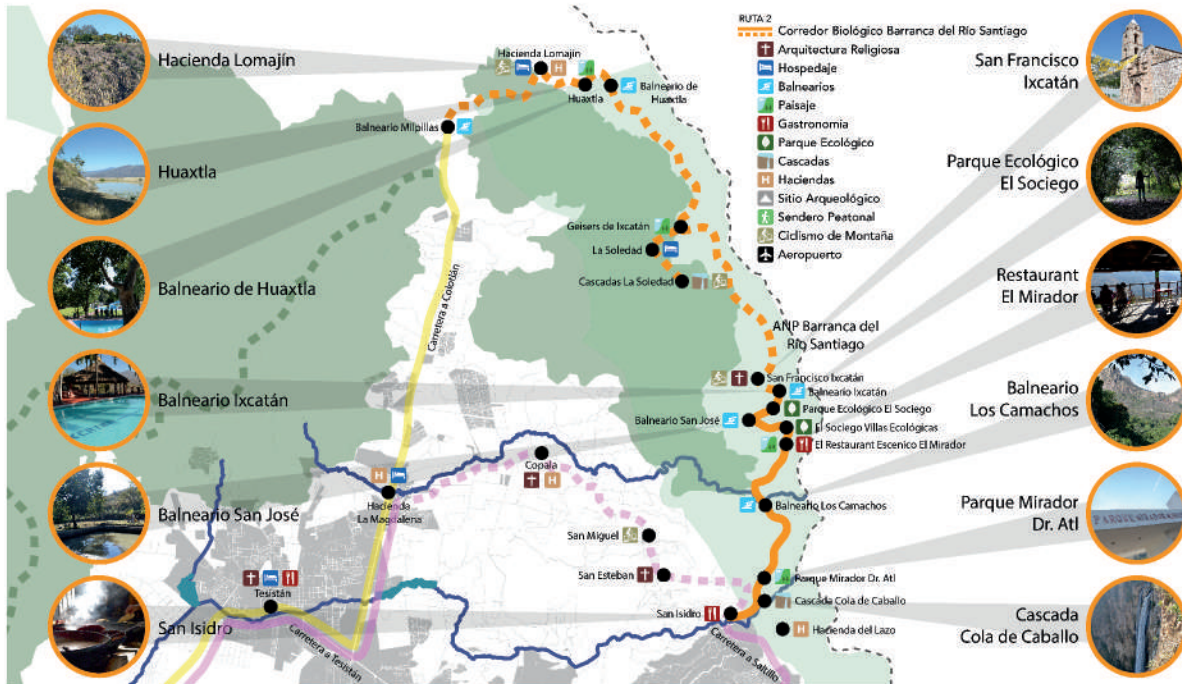 Hacienda Lomajín
Huaxtla
Balneario de Huaxtla
Balneario Ixcatán
Balneario San José
San Isidro
Hacienda Lomajín
Huaxtla
Balneario de
Huaxtla
Balneario Milpillas
Geisers de Ixcatán
La Soledad
Cascadas La Soledad
Carretera a Colotlán
ANP Barranca del
Río Santiago
San Francisco Ixcatán
Balneario Ixcatán
Parque Ecológico El Sociego
Balneario San José
El Sociego Villas Ecológicas
El Restaurant Escenico El Mirador
Copala
Hacienda
La Magdalena
Balneario Los Camachos
San Miguel
San Esteban
Parque Mirador Dr. Atl
Cascada Cola de Caballo
San Isidro
Hacienda del Lazo
Tesistán
Carretera a Tesistán
Carretera a Saltillo
RUTA 2
Corredor Biológico Barranca del Río Santiago
Arquitectura Religiosa
Hospedaje
Balnearios
Paisaje
Gastronomia
Parque Ecológico
Cascadas
H Haciendas
Sitio Arqueológico
Sendero Peatonal
Ciclismo de Montaña
Aeropuerto
San Francisco
Ixcatán
Parque Ecológico
El Sociego
Restaurant
El Mirador
Balneario
Los Camachos
Parque Mirador
Dr. Atl
Cascada
Cola de Caballo